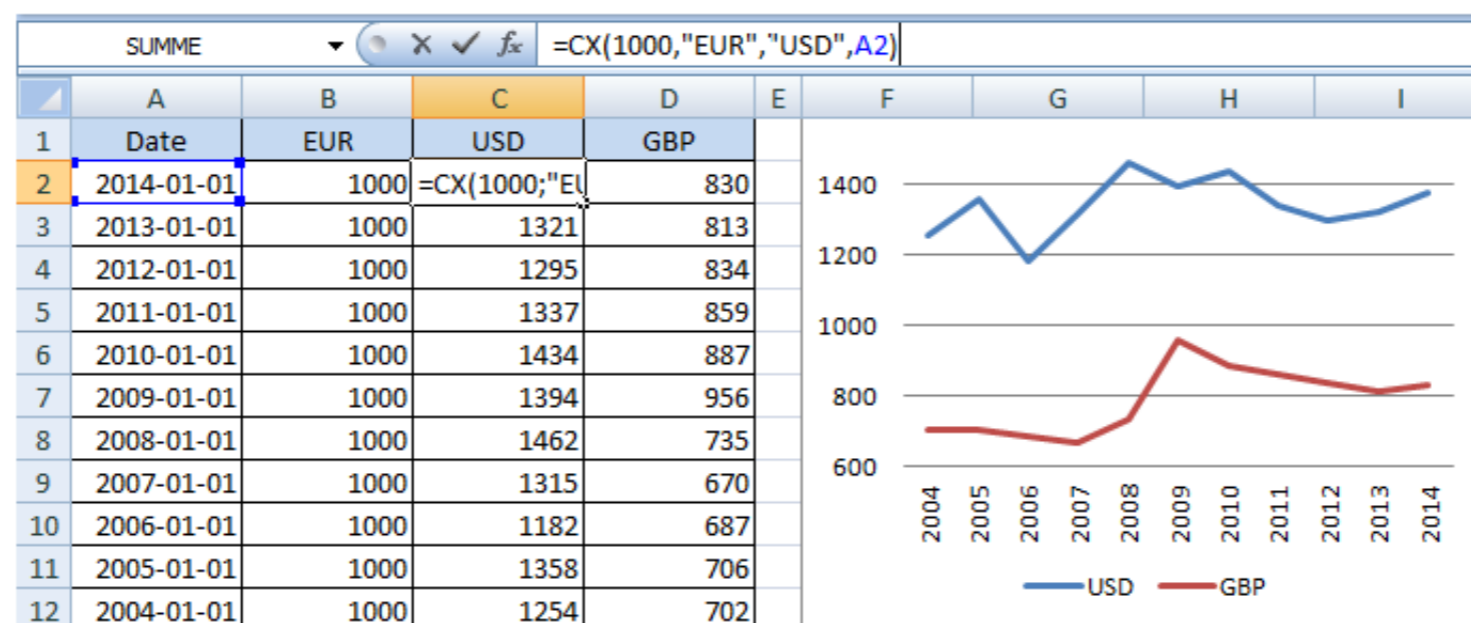 SUMME =CX(1000,"EUR","USD",A2)
A B C D E F G H I
1 Date EUR USD GBP
2 2014-01-01 1000 =CX(1000;"EU 830
3 2013-01-01 1000 1321 813
4 2012-01-01 1000 1295 834
5 2011-01-01 1000 1337 859
6 2010-01-01 1000 1434 887
7 2009-01-01 1000 1394 956
8 2008-01-01 1000 1462 735
9 2007-01-01 1000 1315 670
10 2006-01-01 1000 1182 687
11 2005-01-01 1000 1358 706
12 2004-01-01 1000 1254 702
1400
1200
1000
800
600
2004 2005 2006 2007 2008 2009 2010 2011 2012 2013 2014
USD GBP